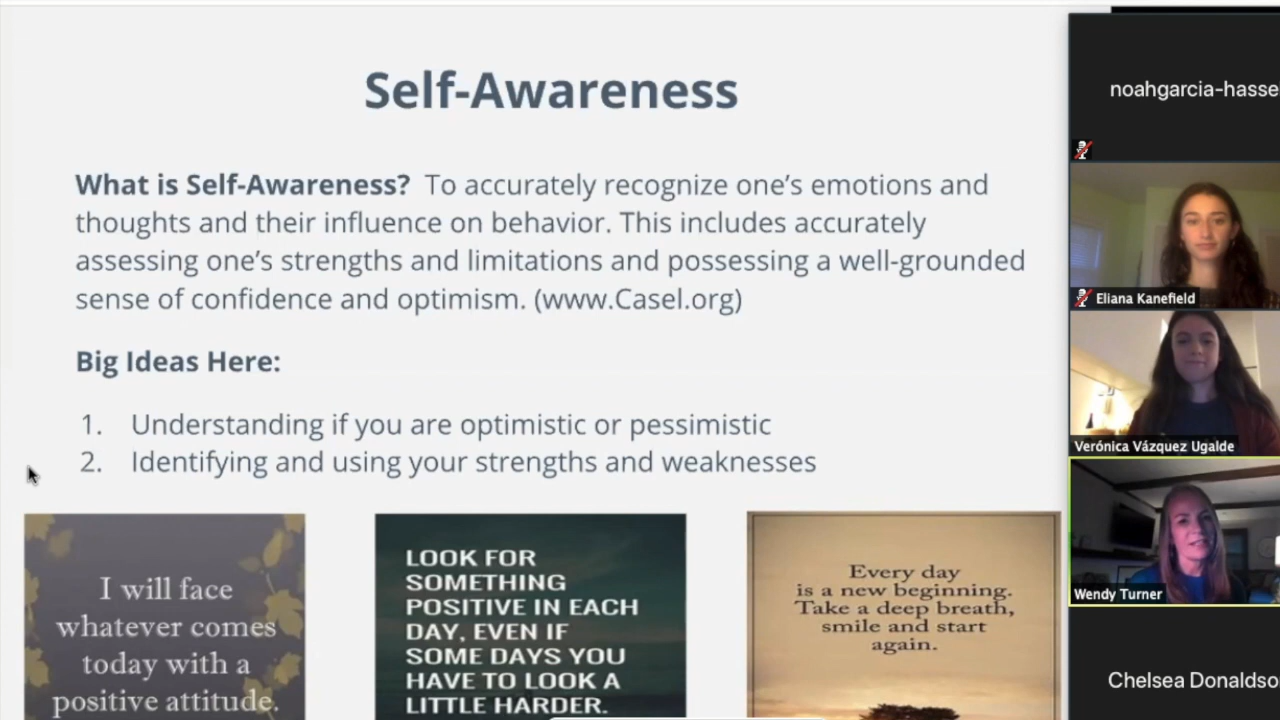 Self-Awareness
What is Self-Awareness? To accurately recognize one’s emotions and
thoughts and their influence on behavior. This includes accurately
assessing one’s strengths and limitations and possessing a well-grounded
sense of confidence and optimism. (www.Casel.org)
Big Ideas Here:
1. Understanding if you are optimistic or pessimistic
2. Identifying and using your strengths and weaknesses
I will face
whatever comes
today with a
positive attitude.
LOOK FOR
SOMETHING
POSITIVE IN EACH
DAY, EVEN IF
SOME DAYS YOU
HAVE TO LOOK A
LITTLE HARDER.
Every day
is a new beginning.
Take a deep breath,
smile and start
again.
noahgarcia-hasse
Eliana Kanefield
Verónica Vázquez Ugalde
Wendy Turner
Chelsea Donaldso